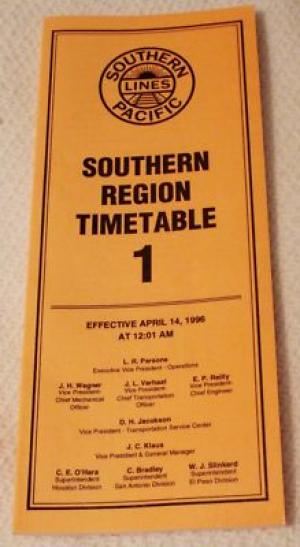 SOUTHERN
LINES
PACIFIC
SOUTHERN
REGION
TIMETABLE
1
EFFECTIVE APRIL 14, 1996
AT 12:01 AM
L. R. Parsons
Executive Vice President - Operations
J. H. Wagner J. L. Verhaal E. P. Reilly
Vice President- Vice President- Vice President-
Chief Mechanical Chief Transportation Chief Engineer
Officer Officer
D. H. Jacobson
Vice President - Transportation Service Center
J. C. Klaus
Vice President & General Manager
C. E. O'Hara C. Bradley W. J. Slinkard
Superintendent Superintendent Superintendent
Houston Division San Antonio Division El Paso Division